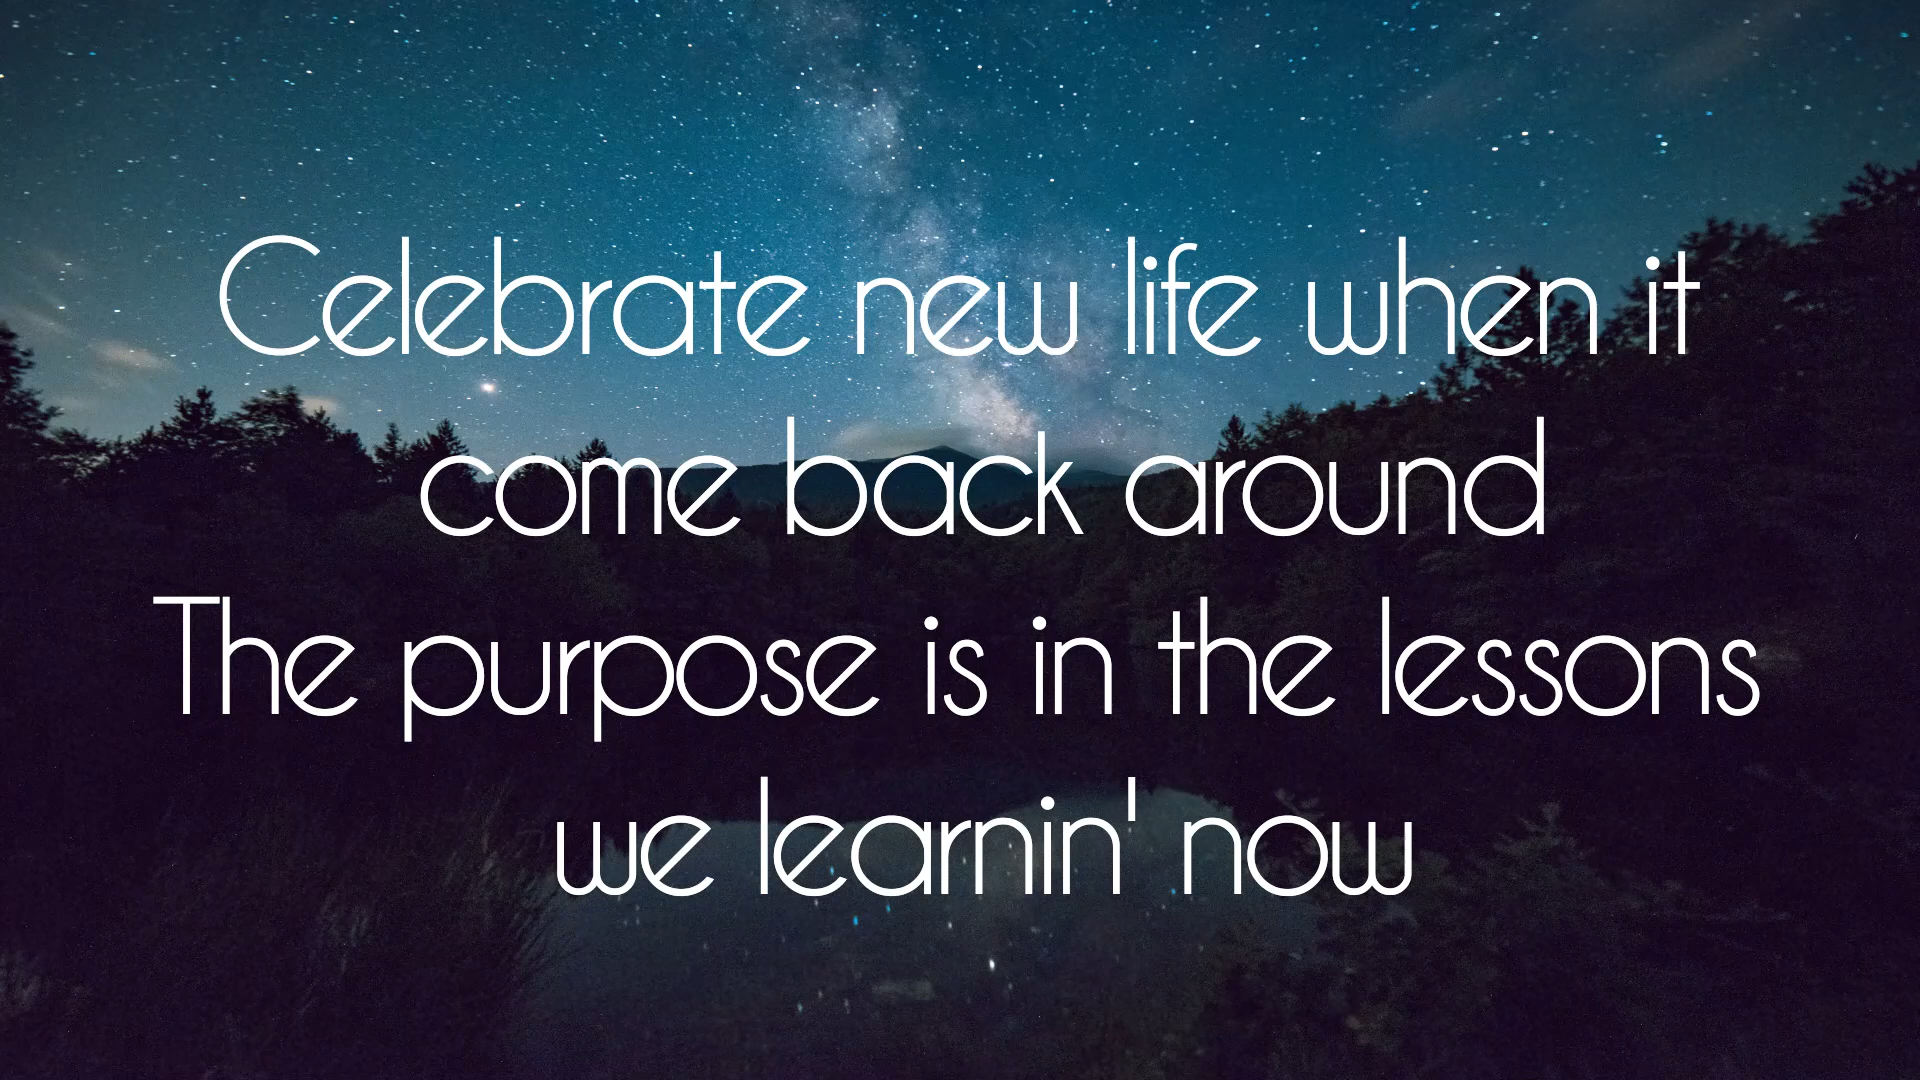 Celebrate new life when it
come back around
The purpose is in the lessons
we learnin' now